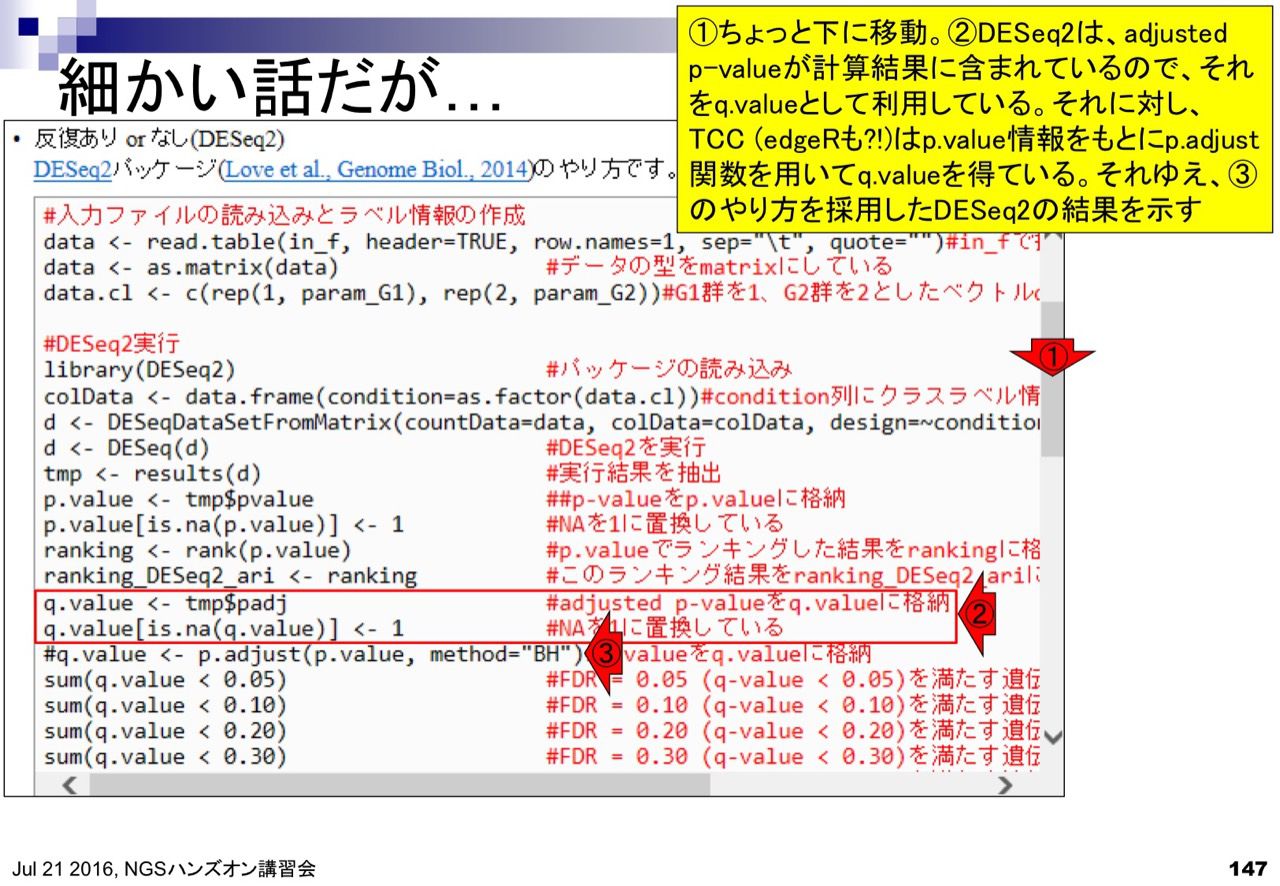 細かい話だが…
①ちょっと下に移動。②DESeq2は、adjusted
p-valueが計算結果に含まれているので、それ
をq.valueとして利用している。それに対し、
TCC (edgeRも?!)はp.value情報をもとにp.adjust
関数を用いてq.valueを得ている。それゆえ、③
のやり方を採用したDESeq2の結果を示す
• 反復あり or なし(DESeq2)
DESeq2パッケージ(Love et al., Genome Biol., 2014)のやり方です。
#入力ファイルの読み込みとラベル情報の作成
data <- read.table(in_f, header=TRUE, row.names=1, sep="\t", quote="")#in_fで
data <- as.matrix(data) #データの型をmatrixにしている
data.cl <- c(rep(1, param_G1), rep(2, param_G2))#G1群を1、G2群を2としたベクトル
#DESeq2実行
library(DESeq2) #パッケージの読み込み
colData <- data.frame(condition=as.factor(data.cl))#condition列にクラスラベル情
d <- DESeqDataSetFromMatrix(countData=data, colData=colData, design=~condition
d <- DESeq(d) #DESeq2を実行
tmp <- results(d) #実行結果を抽出
p.value <- tmp$pvalue ##p-valueをp.valueに格納
p.value[is.na(p.value)] <- 1 #NAを1に置換している
ranking <- rank(p.value) #p.valueでランキングした結果をrankingに格
ranking_DESeq2_ari <- ranking #このランキング結果をranking_DESeq2_ariに
q.value <- tmp$padj #adjusted p-valueをq.valueに格納
q.value[is.na(q.value)] <- 1 #NAを1に置換している
#q.value <- p.adjust(p.value, method="BH") valueをq.valueに格納
sum(q.value < 0.05) #FDR = 0.05 (q-value < 0.05)を満たす遺伝
sum(q.value < 0.10) #FDR = 0.10 (q-value < 0.10)を満たす遺伝
sum(q.value < 0.20) #FDR = 0.20 (q-value < 0.20)を満たす遺伝
sum(q.value < 0.30) #FDR = 0.30 (q-value < 0.30)を満たす遺伝
①
②
③
Jul 21 2016, NGSハンズオン講習会
147